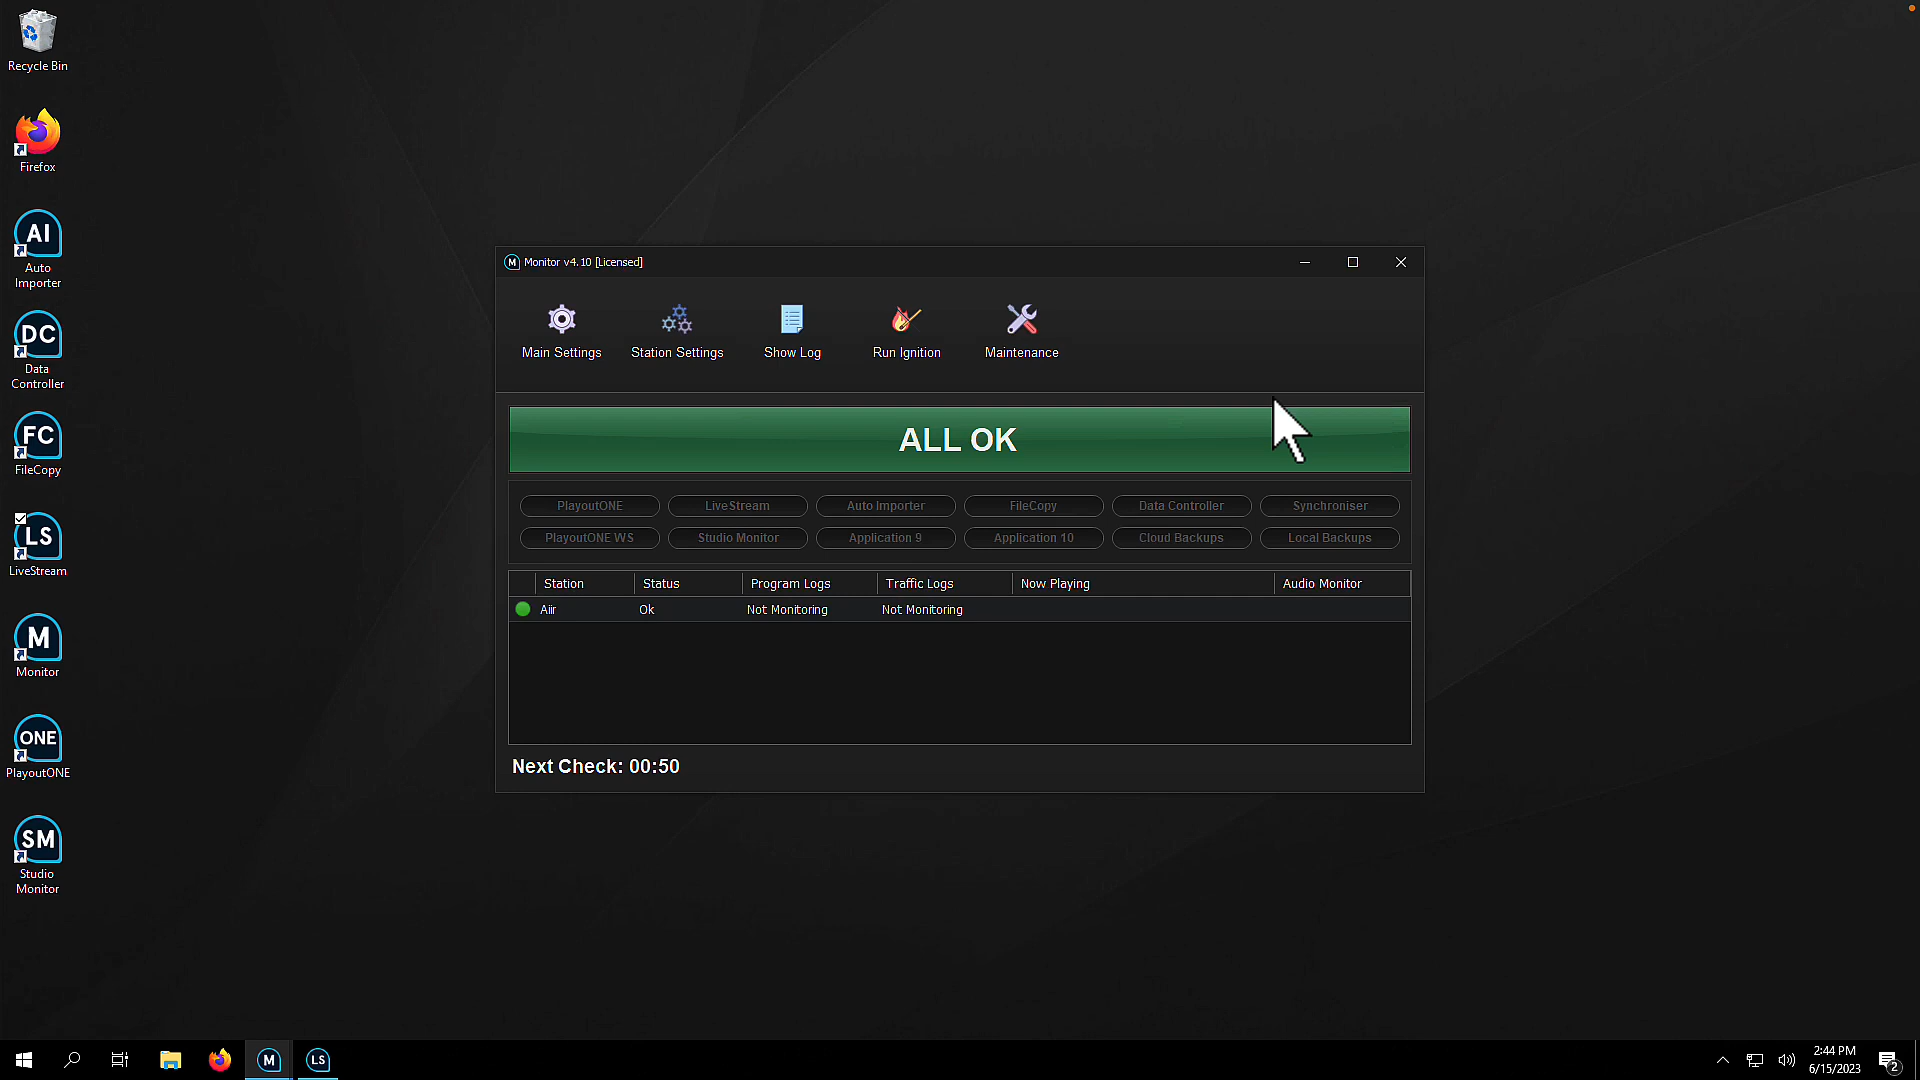 Recycle Bin
Firefox
AI
Auto
Importer
DC
Data
Controller
FC
FileCopy
LS
LiveStream
M
Monitor
ONE
PlayoutONE
SM
Studio
Monitor
M Monitor v4.10 [Licensed]
Main Settings Station Settings Show Log Run Ignition Maintenance
ALL OK
PlayoutONE LiveStream Auto Importer FileCopy Data Controller Synchroniser
PlayoutONE WS Studio Monitor Application 9 Application 10 Cloud Backups Local Backups
Station Status Program Logs Traffic Logs Now Playing Audio Monitor
Aiir Ok Not Monitoring Not Monitoring
Next Check: 00:50
M LS
2:44 PM
6/15/2023
2